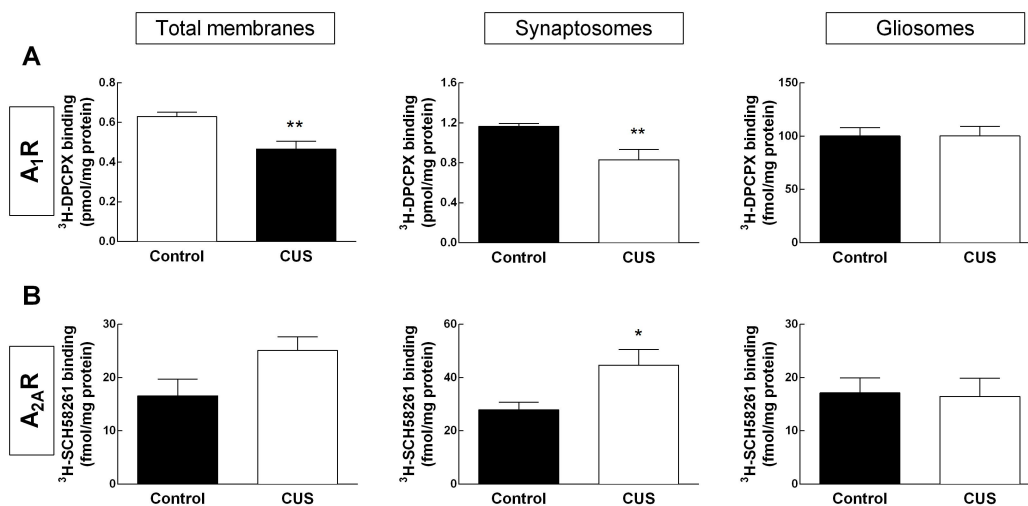 Total membranes
Synaptosomes
Gliosomes
A
A₁R
³H-DPCPX binding
(pmol/mg protein)
0.8
0.6
0.4
0.2
0.0
**
Control
CUS
³H-DPCPX binding
(pmol/mg protein)
1.6
1.2
0.8
0.4
0.0
**
Control
CUS
³H-DPCPX binding
(fmol/mg protein)
150
100
50
0
Control
CUS
B
A₂ₐR
³H-SCH58261 binding
(fmol/mg protein)
30
20
10
0
Control
CUS
³H-SCH58261 binding
(fmol/mg protein)
60
40
20
0
*
Control
CUS
³H-SCH58261 binding
(fmol/mg protein)
30
20
10
0
Control
CUS